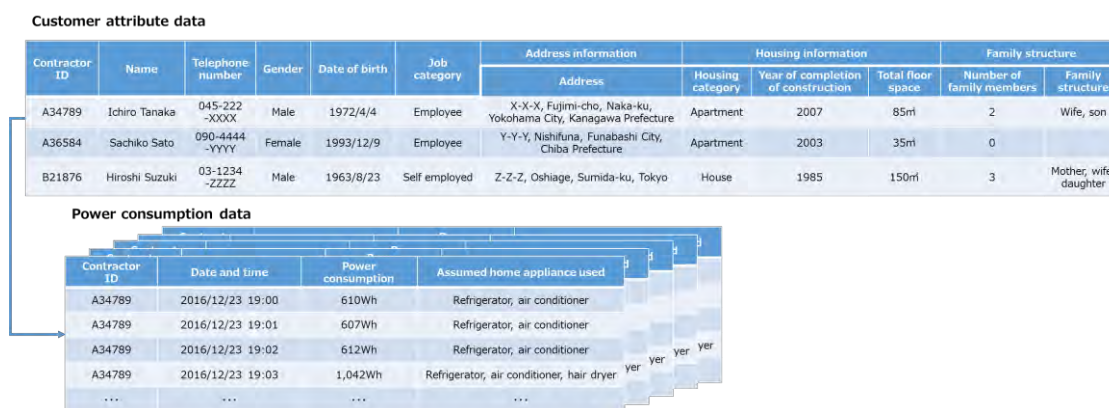 Customer attribute data
Contractor ID Name Telephone number Gender Date of birth Job category Address information Housing information Family structure
Address Housing category Year of completion of construction Total floor space Number of family members Family structure
A34789 Ichiro Tanaka 045-222-XXXX Male 1972/4/4 Employee X-X-X, Fujimi-cho, Naka-ku, Yokohama City, Kanagawa Prefecture Apartment 2007 85㎡ 2 Wife, son
A36584 Sachiko Sato 090-4444-YYYY Female 1993/12/9 Employee Y-Y-Y, Nishifuna, Funabashi City, Chiba Prefecture Apartment 2003 35㎡ 0
B21876 Hiroshi Suzuki 03-1234-ZZZZ Male 1963/8/23 Self employed Z-Z-Z, Oshiage, Sumida-ku, Tokyo House 1985 150㎡ 3 Mother, wife daughter
Power consumption data
Contractor ID Date and time Power consumption Assumed home appliance used
A34789 2016/12/23 19:00 610Wh Refrigerator, air conditioner
A34789 2016/12/23 19:01 607Wh Refrigerator, air conditioner
A34789 2016/12/23 19:02 612Wh Refrigerator, air conditioner
A34789 2016/12/23 19:03 1,042Wh Refrigerator, air conditioner, hair dryer
... ... ...
yer
yer
yer
yer